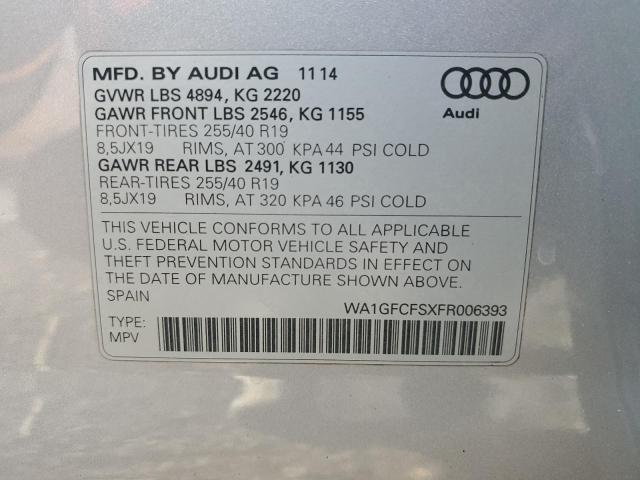 MFD. BY AUDI AG 11 14
GVWR LBS 4894, KG 2220
GAWR FRONT LBS 2546, KG 1155
FRONT-TIRES 255/40 R19
8,5JX19 RIMS, AT 300 KPA 44 PSI COLD
GAWR REAR LBS 2491, KG 1130
REAR-TIRES 255/40 R19
8,5JX19 RIMS, AT 320 KPA 46 PSI COLD
Audi
THIS VEHICLE CONFORMS TO ALL APPLICABLE
U.S. FEDERAL MOTOR VEHICLE SAFETY AND
THEFT PREVENTION STANDARDS IN EFFECT ON
THE DATE OF MANUFACTURE SHOWN ABOVE.
SPAIN
WA1GFCFSXFR006393
TYPE:
MPV